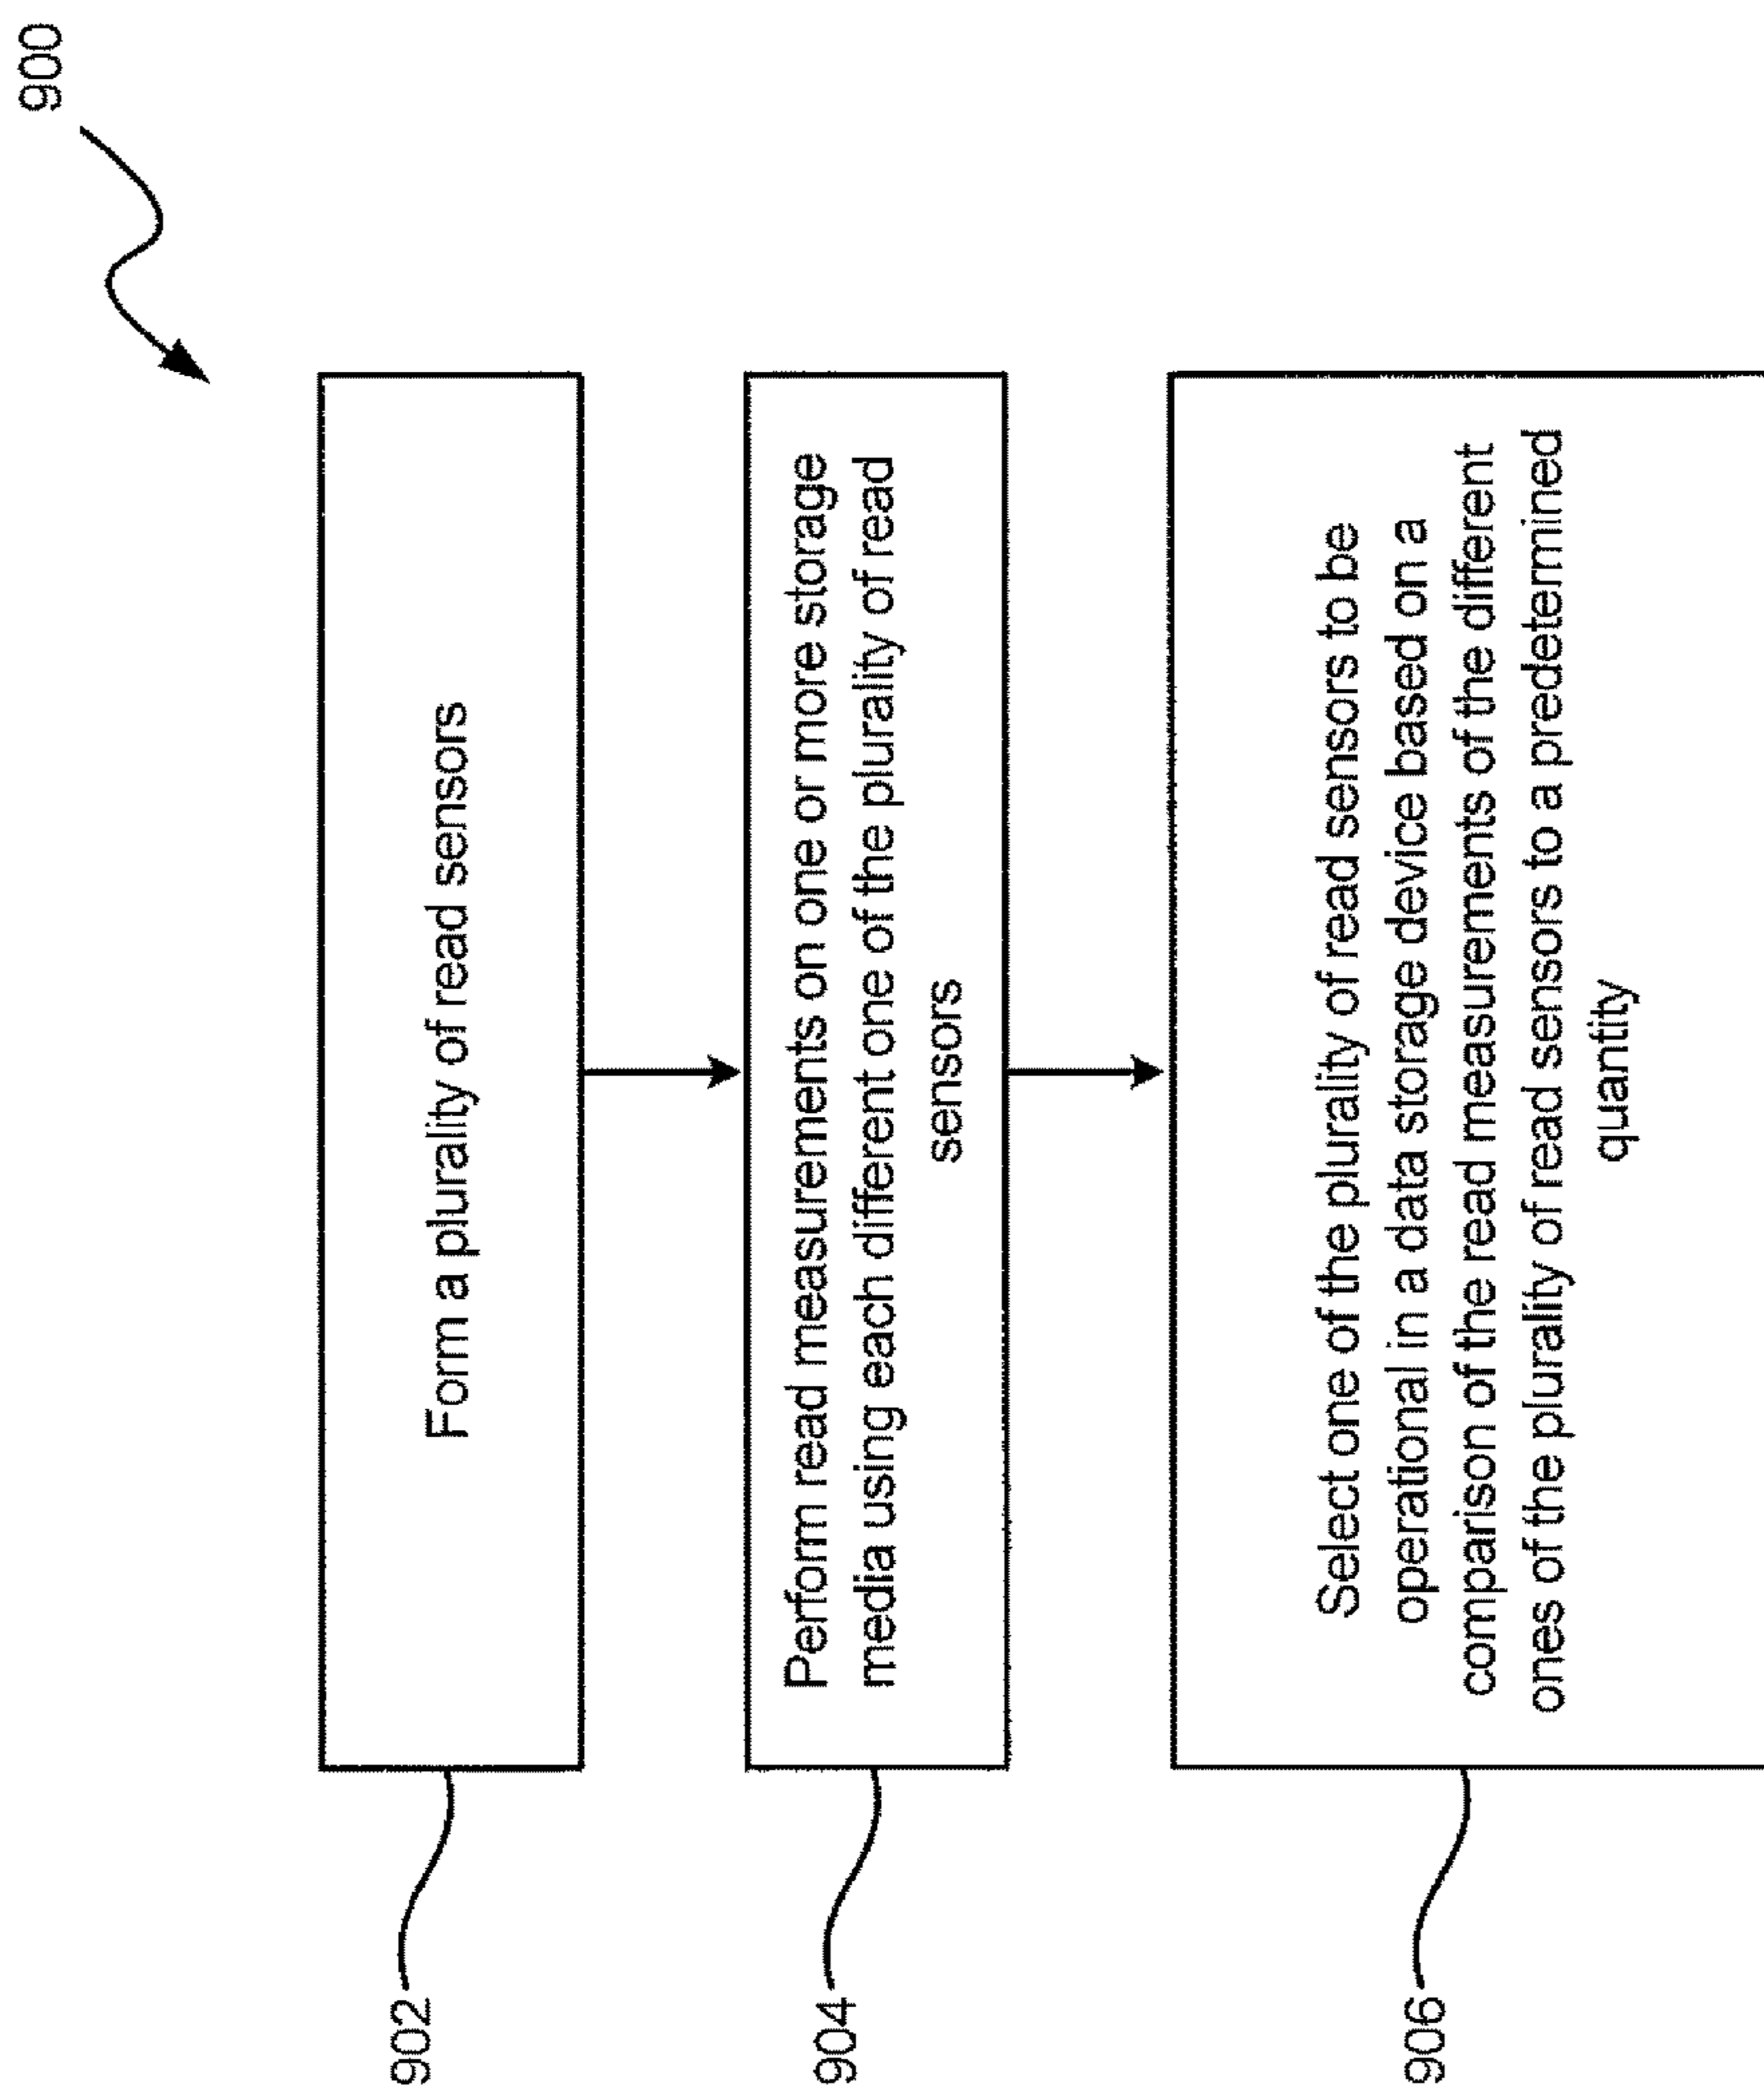 900
902
Form a plurality of read sensors
904
Perform read measurements on one or more storage
media using each different one of the plurality of read
sensors
906
Select one of the plurality of read sensors to be
operational in a data storage device based on a
comparison of the read measurements of the different
ones of the plurality of read sensors to a predetermined
quantity